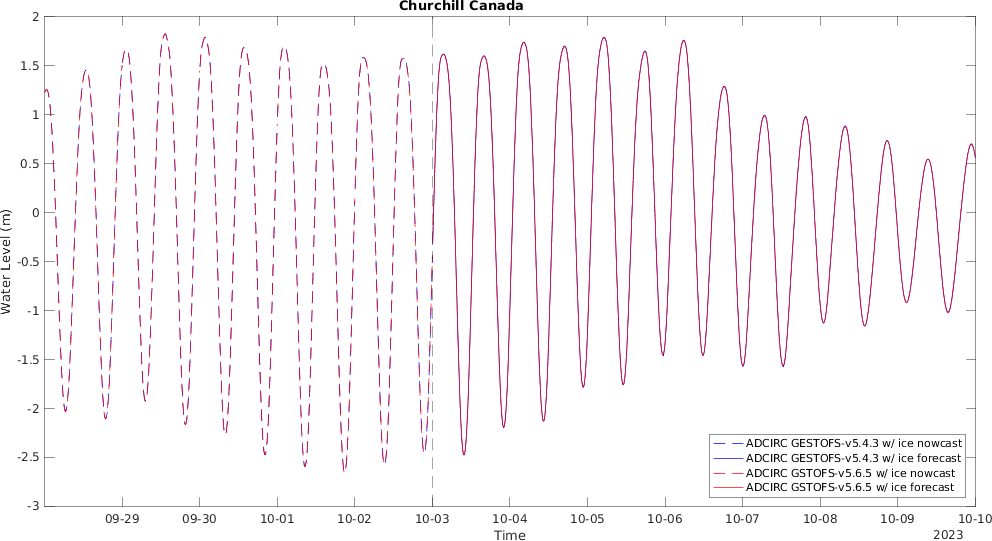 Churchill Canada
2
1.5
1
0.5
0
-0.5
-1
-1.5
-2
-2.5
-3
Water Level (m)
ADCIRC GESTOFS-v5.4.3 w/ ice nowcast
ADCIRC GESTOFS-v5.4.3 w/ ice forecast
ADCIRC GSTOFS-v5.6.5 w/ ice nowcast
ADCIRC GSTOFS-v5.6.5 w/ ice forecast
09-29 09-30 10-01 10-02 10-03 10-04 10-05 10-06 10-07 10-08 10-09 10-10
Time
2023